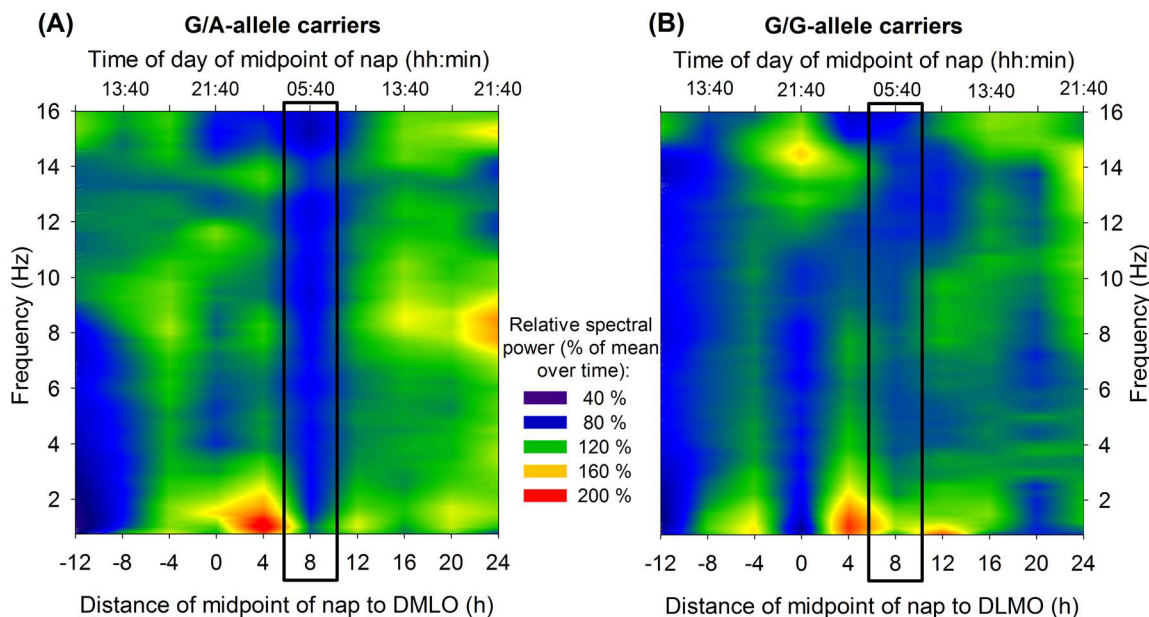 (A)
G/A-allele carriers
Time of day of midpoint of nap (hh:min)
13:40 21:40 05:40 13:40 21:40
16
14
12
10
8
6
4
2
Frequency (Hz)
-12 -8 -4 0 4 8 12 16 20 24
Distance of midpoint of nap to DMLO (h)
Relative spectral
power (% of mean
over time):
40 %
80 %
120 %
160 %
200 %
(B)
G/G-allele carriers
Time of day of midpoint of nap (hh:min)
13:40 21:40 05:40 13:40 21:40
16
14
12
10
8
6
4
2
Frequency (Hz)
-12 -8 -4 0 4 8 12 16 20 24
Distance of midpoint of nap to DLMO (h)